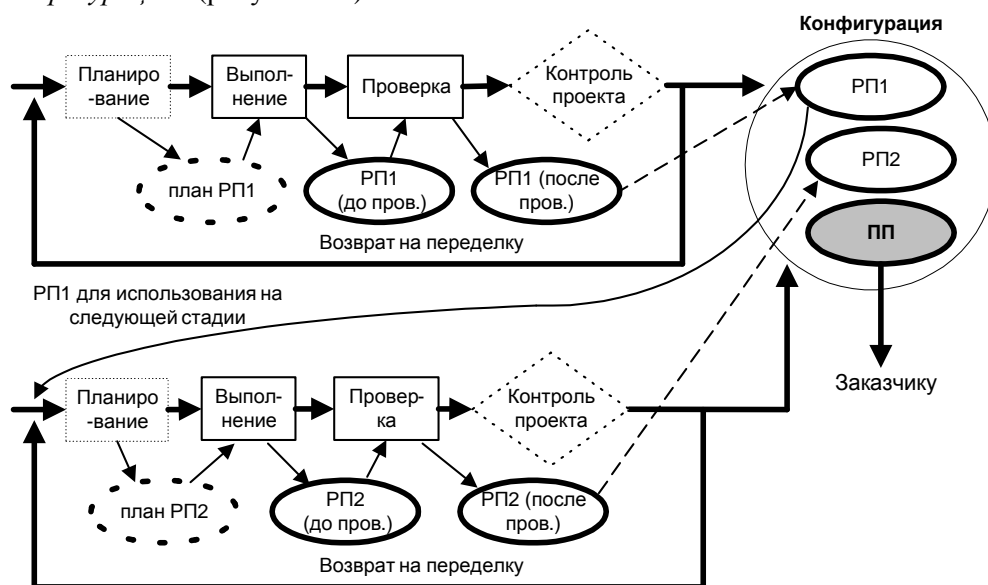 Конфигурация
Планиро
-вание
Выпол-
нение
Проверка
Контроль
проекта
РП1
РП2
ПП
план РП1
РП1
(до пров.)
РП1 (после
пров.)
Возврат на переделку
РП1 для использования на
следующей стадии
Заказчику
Планиро
-вание
Выпол-
нение
Провер-
ка
Контроль
проекта
план РП2
РП2
(до пров.)
РП2 (после
пров.)
Возврат на переделку